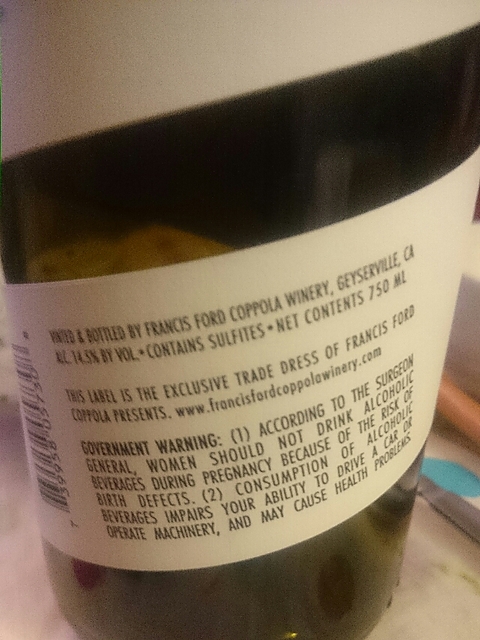 VINTED & BOTTLED BY FRANCIS FORD COPPOLA WINERY, GEYSERVILLE, CA
ALC. 14.5% BY VOL. • CONTAINS SULFITES • NET CONTENTS 750 ML
THIS LABEL IS THE EXCLUSIVE TRADE DRESS OF FRANCIS FORD
COPPOLA PRESENTS. www.francisfordcoppolawinery.com
GOVERNMENT WARNING: (1) ACCORDING TO THE SURGEON
GENERAL, WOMEN SHOULD NOT DRINK ALCOHOLIC
BEVERAGES DURING PREGNANCY BECAUSE OF THE RISK OF
BIRTH DEFECTS. (2) CONSUMPTION OF ALCOHOLIC
BEVERAGES IMPAIRS YOUR ABILITY TO DRIVE A CAR OR
OPERATE MACHINERY, AND MAY CAUSE HEALTH PROBLEMS.